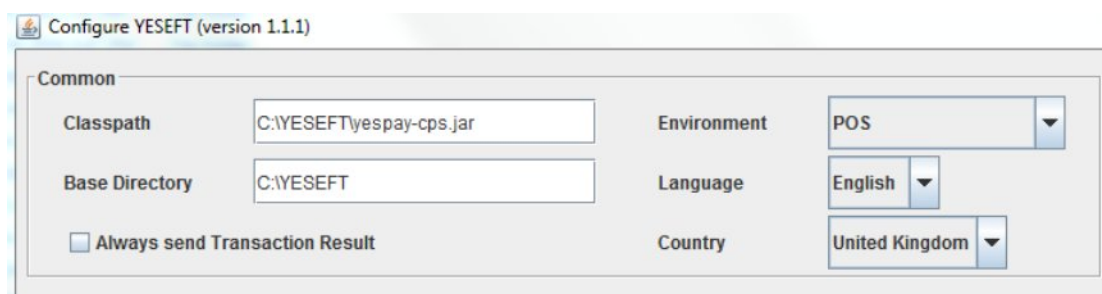 Configure YESEFT (version 1.1.1)
Common
Classpath C:\YESEFT\yespay-cps.jar Environment POS
Base Directory C:\YESEFT Language English
Always send Transaction Result Country United Kingdom